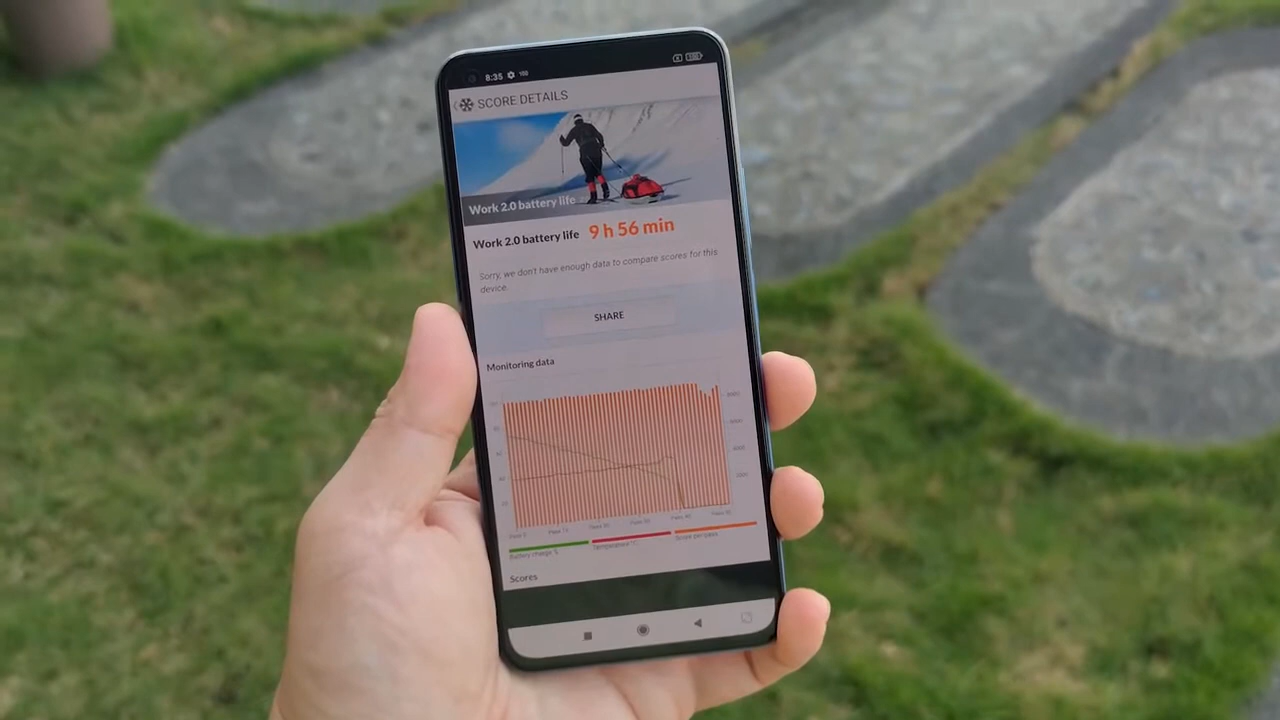 8:35
SCORE DETAILS
Work 2.0 battery life
Work 2.0 battery life 9 h 56 min
Sorry, we don't have enough data to compare scores for this
device.
SHARE
Monitoring data
Battery charge %
Temperature °C
Score per pass
Scores